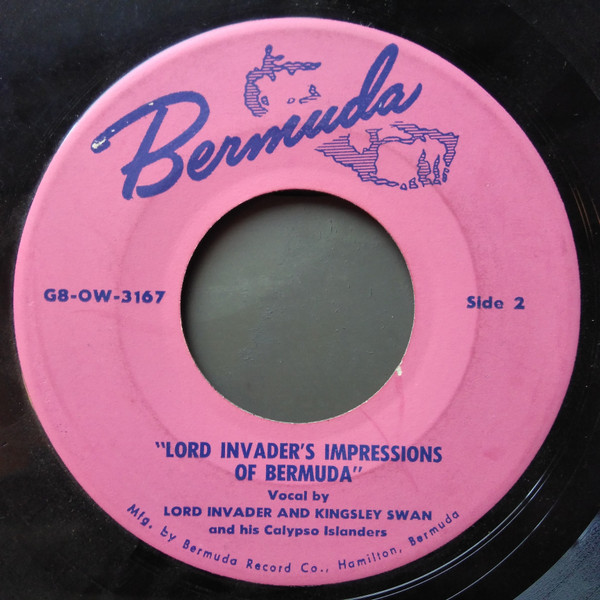 Bermuda
G8-OW-3167
Side 2
"LORD INVADER'S IMPRESSIONS
OF BERMUDA"
Vocal by
LORD INVADER AND KINGSLEY SWAN
and his Calypso Islanders
Mfg. by Bermuda Record Co., Hamilton, Bermuda